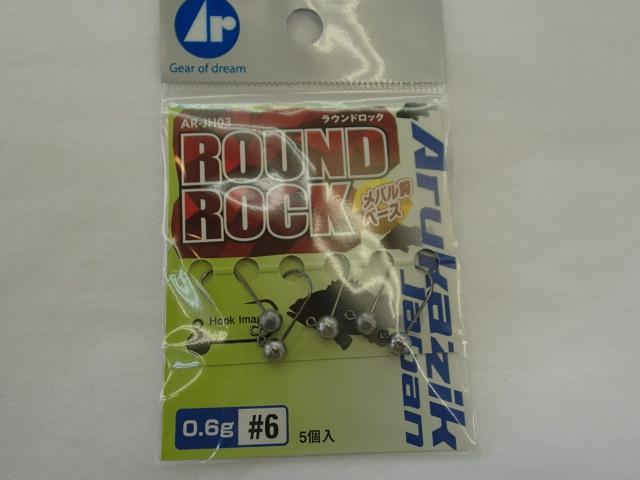 Ar
Gear of dream
AR-JH03 ラウンドロック
ROUND
ROCK
メバル鈎
ベース
Arukazik
Japan
Hook Image
0.6g #6 5個入